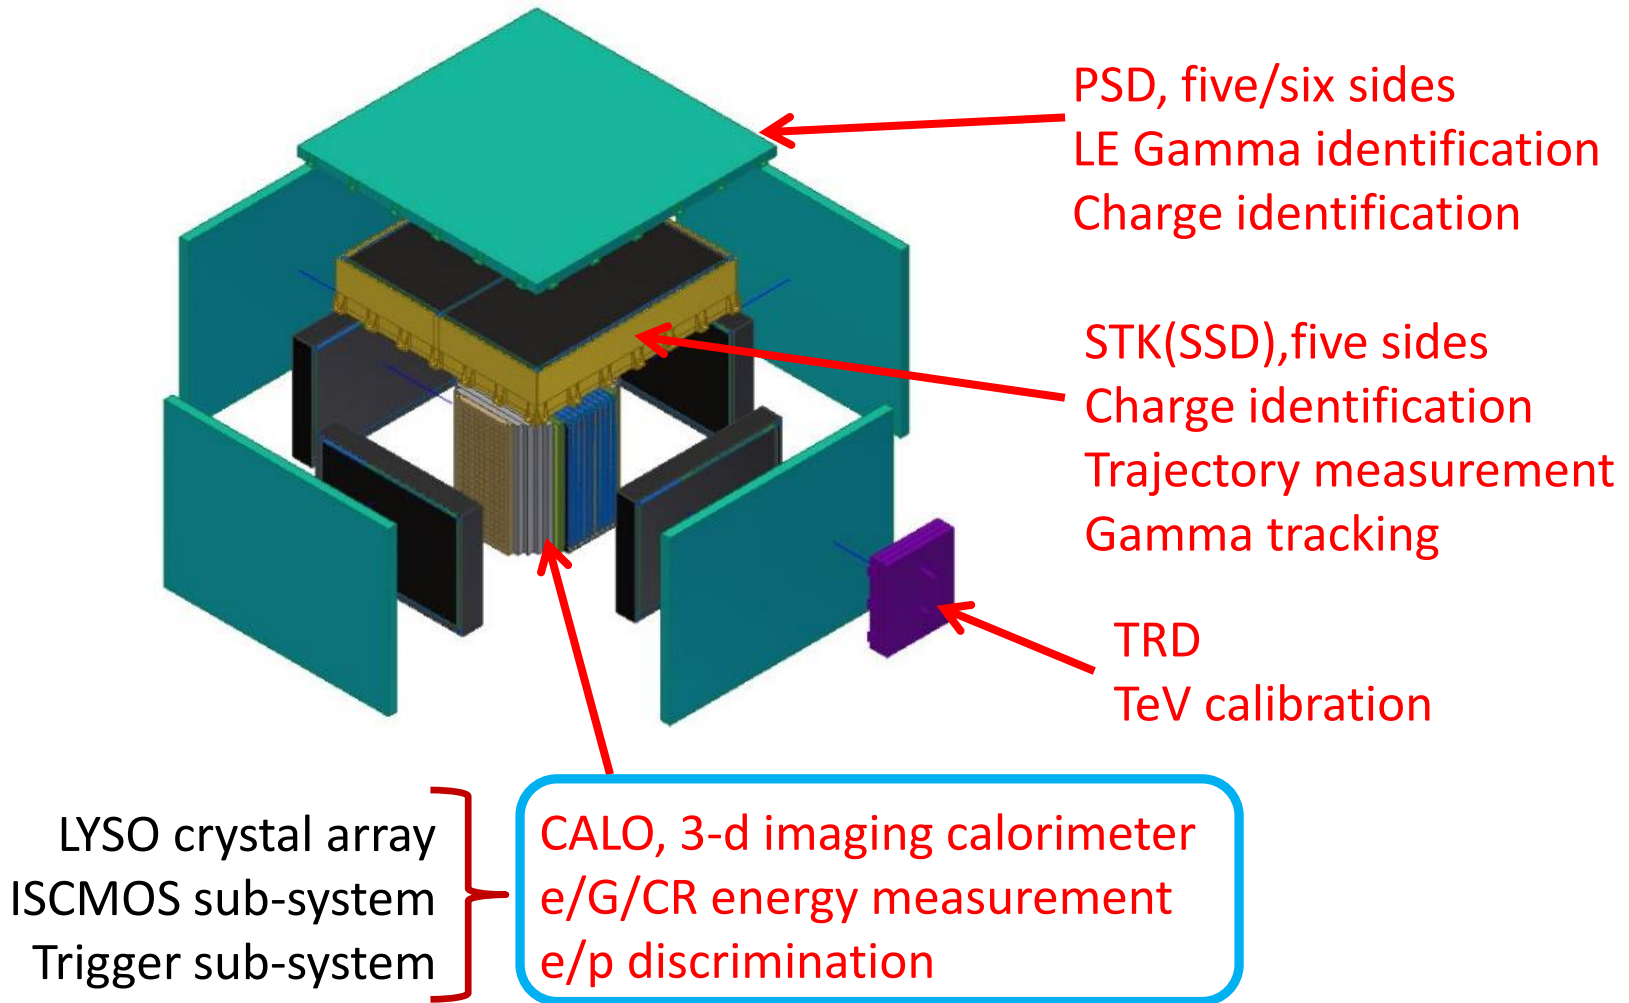 PSD, five/six sides
LE Gamma identification
Charge identification
STK(SSD),five sides
Charge identification
Trajectory measurement
Gamma tracking
TRD
TeV calibration
LYSO crystal array
ISCMOS sub-system
Trigger sub-system
CALO, 3-d imaging calorimeter
e/G/CR energy measurement
e/p discrimination